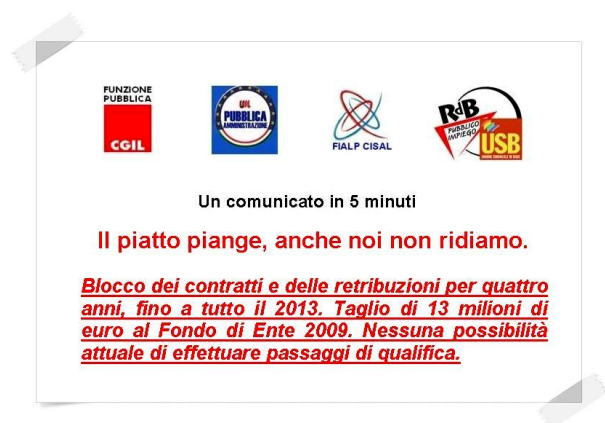 FUNZIONE
PUBBLICA
CGIL
UIL
PUBBLICA
AMMINISTRAZIONE
FIALP CISAL
RdB
PUBBLICO
IMPIEGO
USB
Un comunicato in 5 minuti
Il piatto piange, anche noi non ridiamo.
Blocco dei contratti e delle retribuzioni per quattro
anni, fino a tutto il 2013. Taglio di 13 milioni di
euro al Fondo di Ente 2009. Nessuna possibilità
attuale di effettuare passaggi di qualifica.